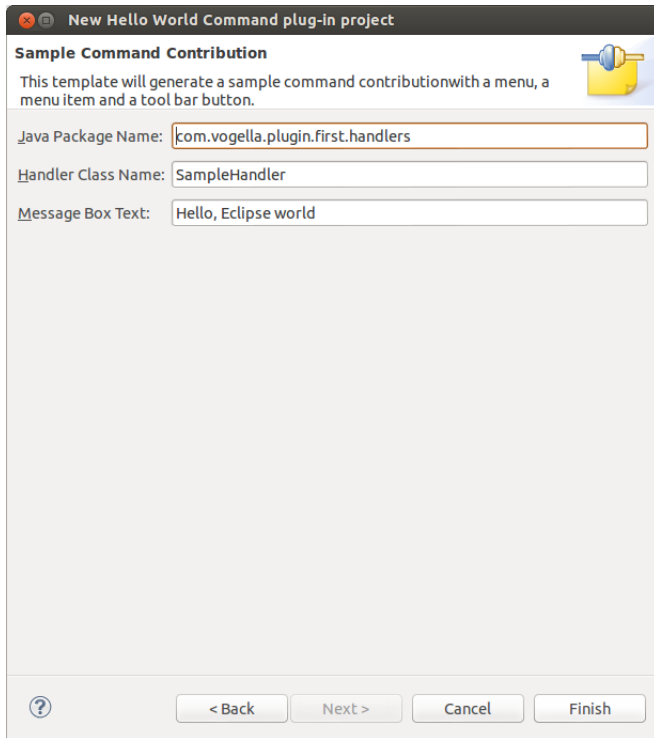 New Hello World Command plug-in project
Sample Command Contribution
This template will generate a sample command contributionwith a menu, a
menu item and a tool bar button.
Java Package Name: com.vogella.plugin.first.handlers
Handler Class Name: SampleHandler
Message Box Text: Hello, Eclipse world
? < Back Next > Cancel Finish